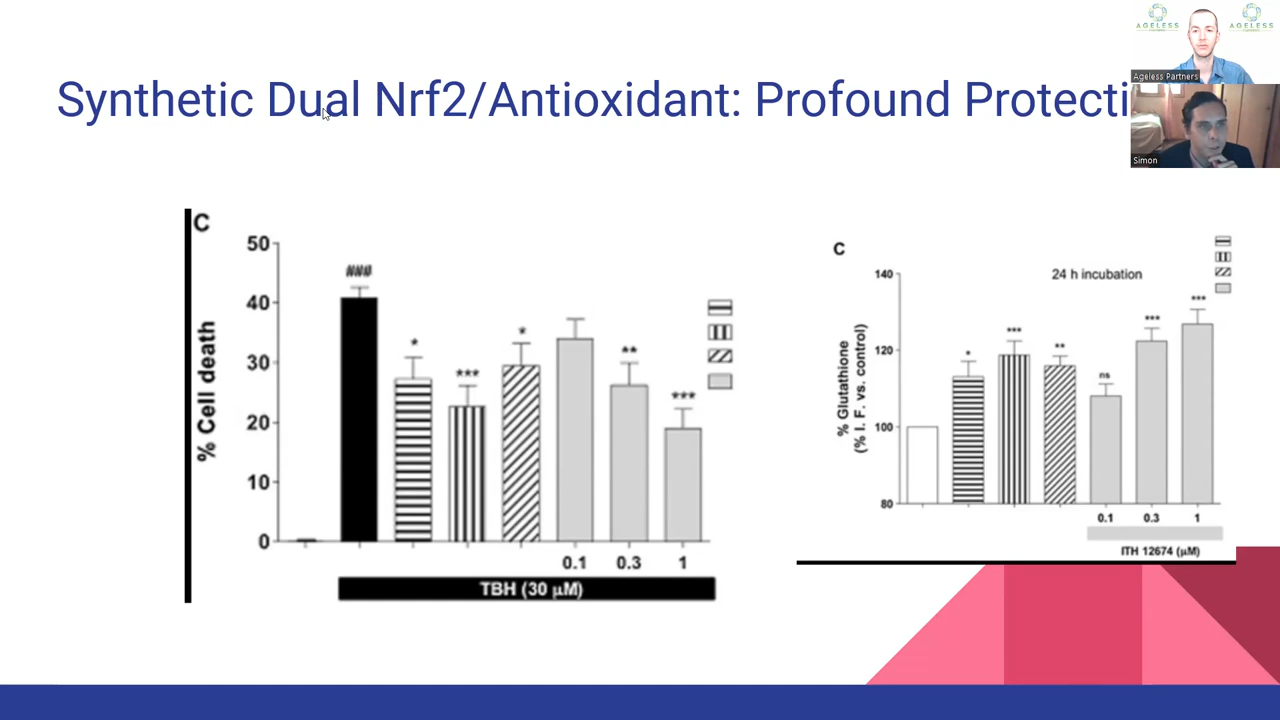 Synthetic Dual Nrf2/Antioxidant: Profound Protecti
AGELESS
AGELESS
Ageless Partners
Simon
C
% Cell death
50
40
30
20
10
0
###
*
***
*
**
***
0.1 0.3 1
TBH (30 µM)
C
24 h incubation
% Glutathione
(% I. F. vs. control)
140
120
100
80
*
***
**
ns
***
***
0.1 0.3 1
ITH 12674 (µM)